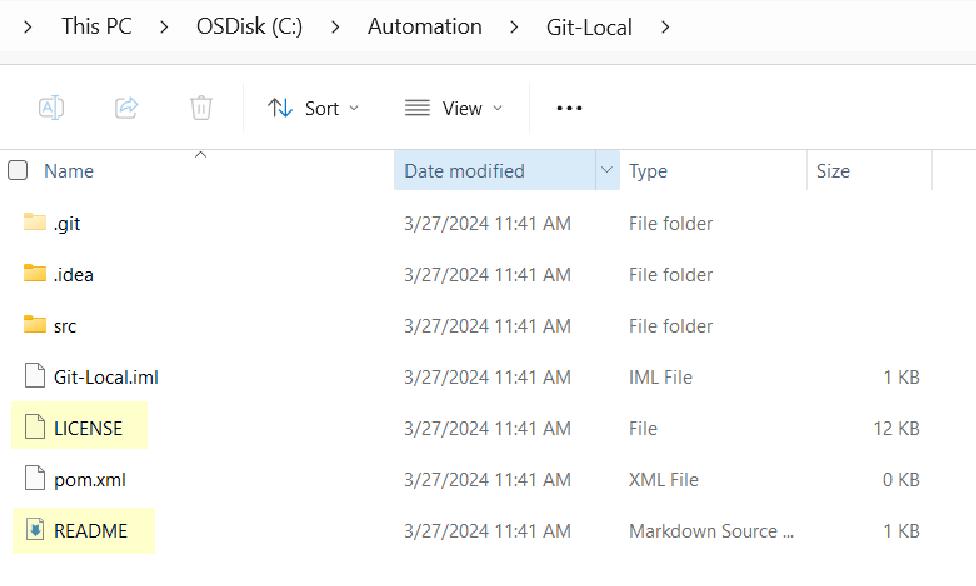 > This PC > OSDisk (C:) > Automation > Git-Local >
Sort View ...
Name Date modified Type Size
.git 3/27/2024 11:41 AM File folder
.idea 3/27/2024 11:41 AM File folder
src 3/27/2024 11:41 AM File folder
Git-Local.iml 3/27/2024 11:41 AM IML File 1 KB
LICENSE 3/27/2024 11:41 AM File 12 KB
pom.xml 3/27/2024 11:41 AM XML File 0 KB
README 3/27/2024 11:41 AM Markdown Source ... 1 KB